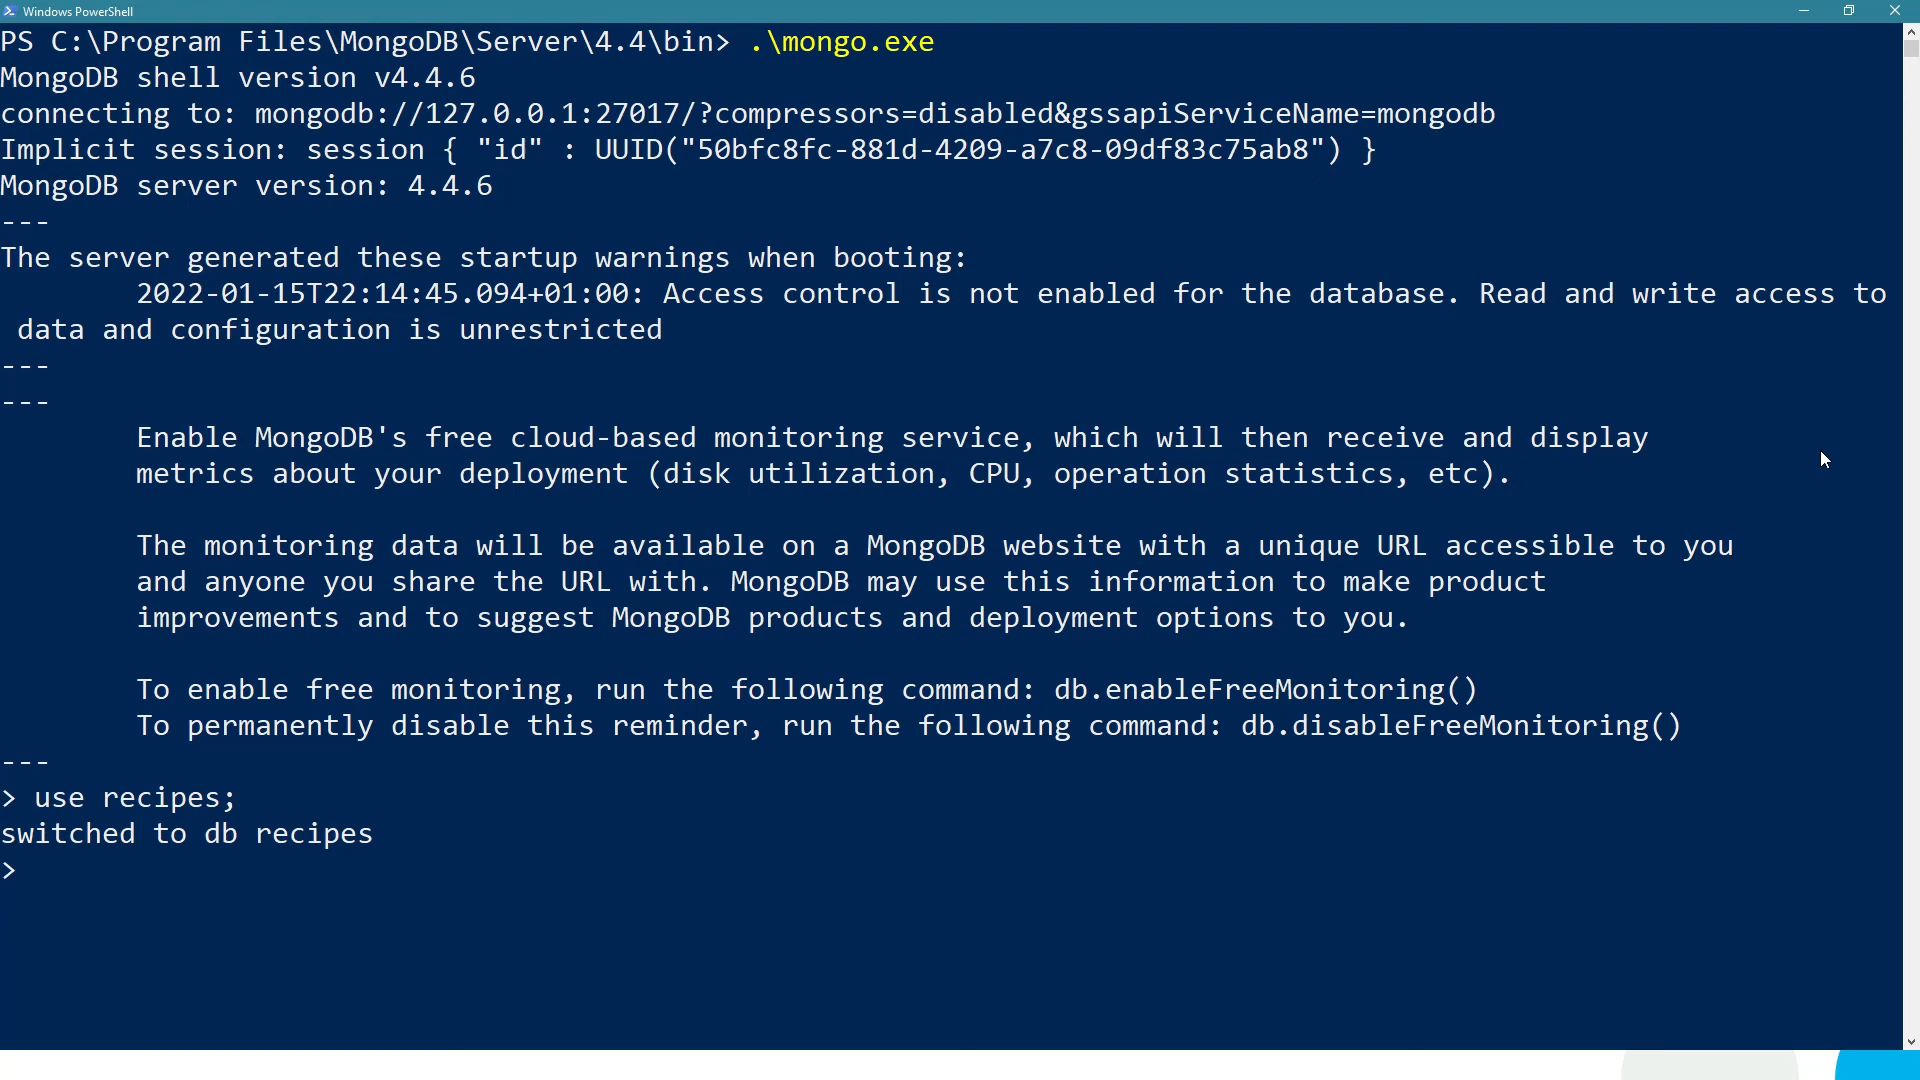 Windows PowerShell
PS C:\Program Files\MongoDB\Server\4.4\bin> .\mongo.exe
MongoDB shell version v4.4.6
connecting to: mongodb://127.0.0.1:27017/?compressors=disabled&gssapiServiceName=mongodb
Implicit session: session { "id" : UUID("50bfc8fc-881d-4209-a7c8-09df83c75ab8") }
MongoDB server version: 4.4.6
---
The server generated these startup warnings when booting:
        2022-01-15T22:14:45.094+01:00: Access control is not enabled for the database. Read and write access to
 data and configuration is unrestricted
---
---
        Enable MongoDB's free cloud-based monitoring service, which will then receive and display
        metrics about your deployment (disk utilization, CPU, operation statistics, etc).
        The monitoring data will be available on a MongoDB website with a unique URL accessible to you
        and anyone you share the URL with. MongoDB may use this information to make product
        improvements and to suggest MongoDB products and deployment options to you.
        To enable free monitoring, run the following command: db.enableFreeMonitoring()
        To permanently disable this reminder, run the following command: db.disableFreeMonitoring()
---
> use recipes;
switched to db recipes
>